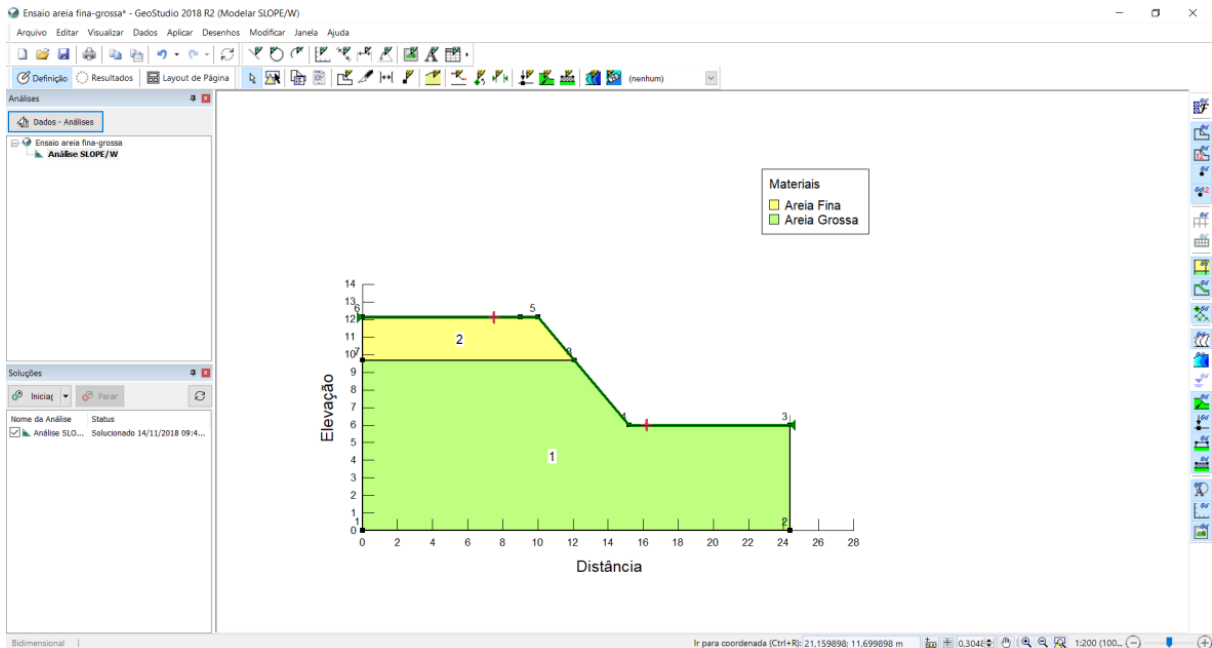 Ensaio areia fina-grossa* - GeoStudio 2018 R2 (Modelar SLOPE/W)
Arquivo Editar Visualizar Dados Aplicar Desenhos Modificar Janela Ajuda
Definição Resultados Layout de Página (nenhum)
Análises
Dados - Análises
Ensaio areia fina-grossa
Análise SLOPE/W
Materiais
Areia Fina
Areia Grossa
14
13
12
11
10
9
8
7
6
5
4
3
2
1
0
Elevação
6
5
2
7
4
3
1
1
2
0 2 4 6 8 10 12 14 16 18 20 22 24 26 28
Distância
Soluções
Iniciar Parar
Nome da Análise Status
Análise SLO... Solucionado 14/11/2018 09:4...
Bidimensional
Ir para coordenada (Ctrl+R): 21,159898; 11,699898 m 1:200 (100...